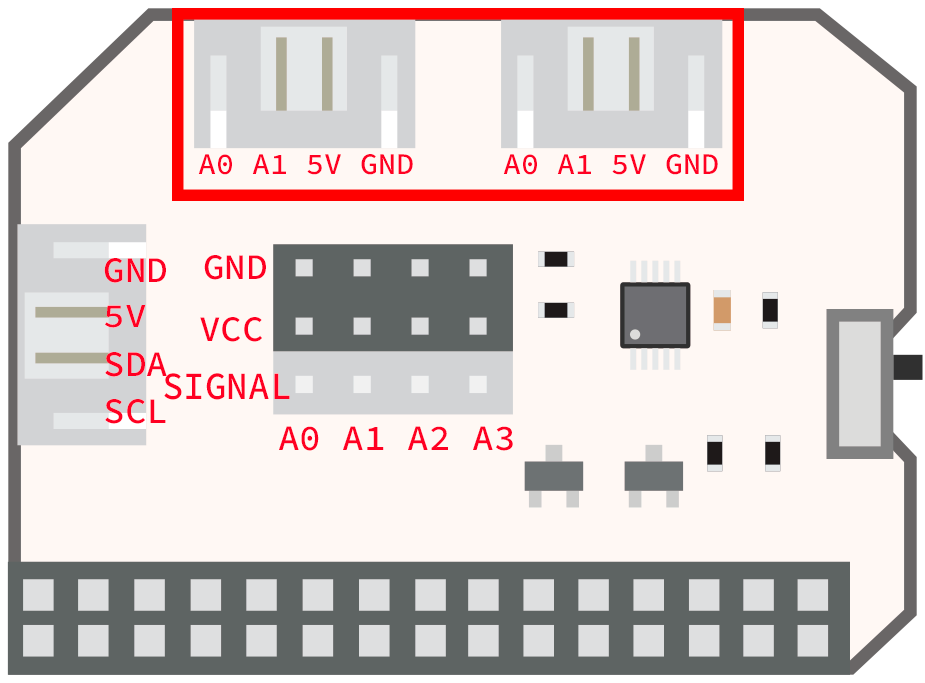 A0 A1 5V GND
A0 A1 5V GND
GND
5V
SDA
SCL
GND
VCC
SIGNAL
A0 A1 A2 A3